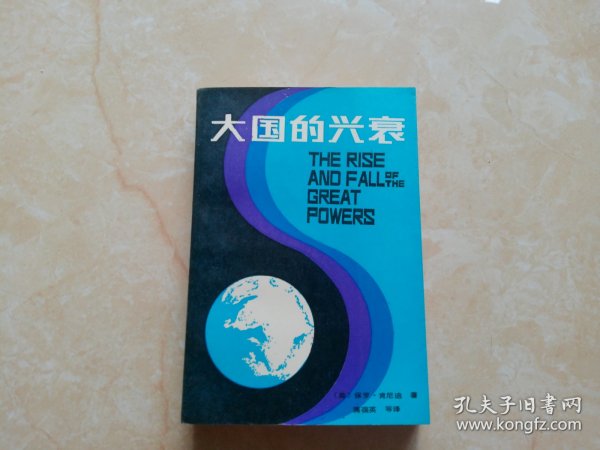 大国的兴衰
THE RISE
AND FALL OF THE
GREAT
POWERS
〔美〕保罗·肯尼迪 著
蒋葆英 等译
孔夫子旧书网
www.kongfz.com